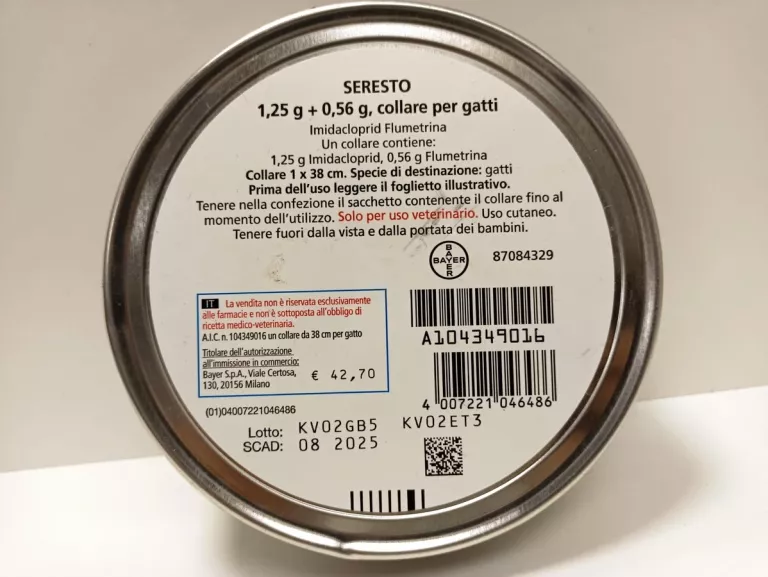 SERESTO
1,25 g + 0,56 g, collare per gatti
Imidacloprid Flumetrina
Un collare contiene:
1,25 g Imidacloprid, 0,56 g Flumetrina
Collare 1 x 38 cm. Specie di destinazione: gatti
Prima dell'uso leggere il foglietto illustrativo.
Tenere nella confezione il sacchetto contenente il collare fino al
momento dell'utilizzo. Solo per uso veterinario. Uso cutaneo.
Tenere fuori dalla vista e dalla portata dei bambini.
BAYER
BAYER
87084329
IT La vendita non è riservata esclusivamente
alle farmacie e non è sottoposta all'obbligo di
ricetta medico-veterinaria.
A.I.C. n. 104349016 un collare da 38 cm per gatto
Titolare dell'autorizzazione
all'immissione in commercio:
Bayer S.p.A., Viale Certosa,
130, 20156 Milano
€ 42,70
A104349016
4 007221 046486
(01)04007221046486
Lotto: KV02GB5 KV02ET3
SCAD: 08 2025